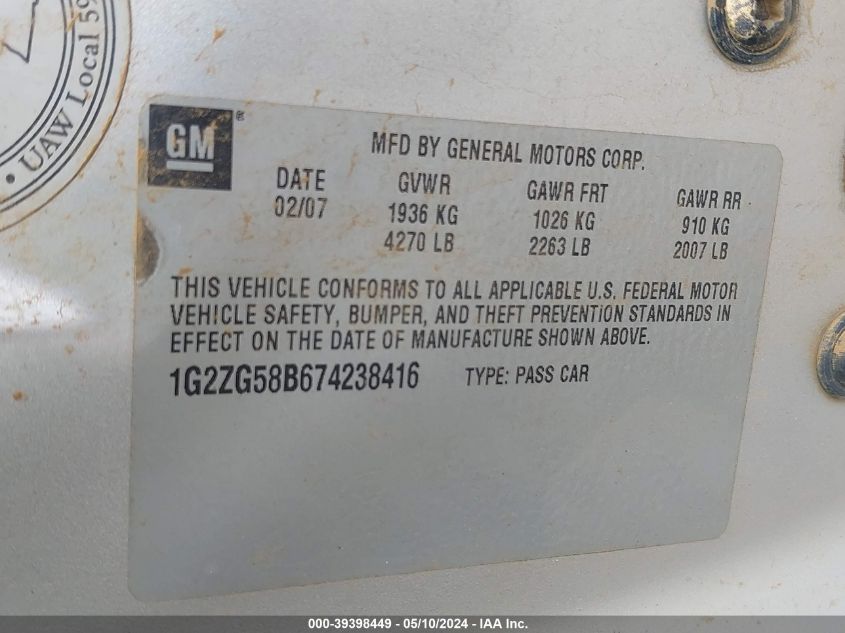 • UAW Local 59
GM®
MFD BY GENERAL MOTORS CORP.
DATE GVWR GAWR FRT GAWR RR
02/07 1936 KG 1026 KG 910 KG
4270 LB 2263 LB 2007 LB
THIS VEHICLE CONFORMS TO ALL APPLICABLE U.S. FEDERAL MOTOR
VEHICLE SAFETY, BUMPER, AND THEFT PREVENTION STANDARDS IN
EFFECT ON THE DATE OF MANUFACTURE SHOWN ABOVE.
1G2ZG58B674238416 TYPE: PASS CAR
000-39398449 - 05/10/2024 - IAA Inc.